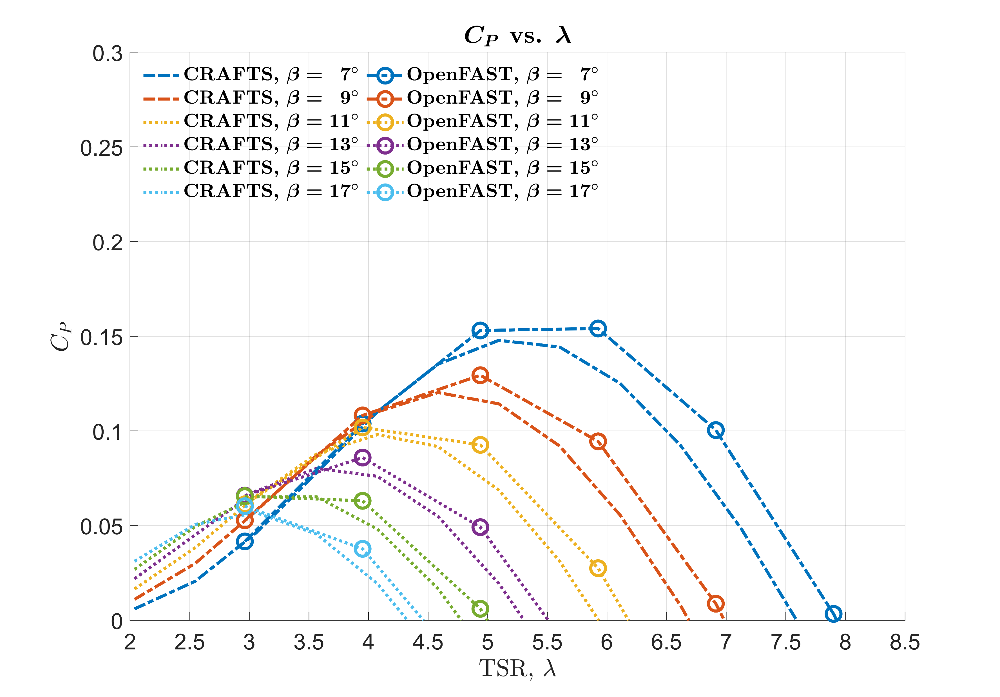 C_P vs. λ
0.3
0.25
0.2
0.15
0.1
0.05
0
C_P
CRAFTS, β = 7° OpenFAST, β = 7°
CRAFTS, β = 9° OpenFAST, β = 9°
CRAFTS, β = 11° OpenFAST, β = 11°
CRAFTS, β = 13° OpenFAST, β = 13°
CRAFTS, β = 15° OpenFAST, β = 15°
CRAFTS, β = 17° OpenFAST, β = 17°
2 2.5 3 3.5 4 4.5 5 5.5 6 6.5 7 7.5 8 8.5
TSR, λ